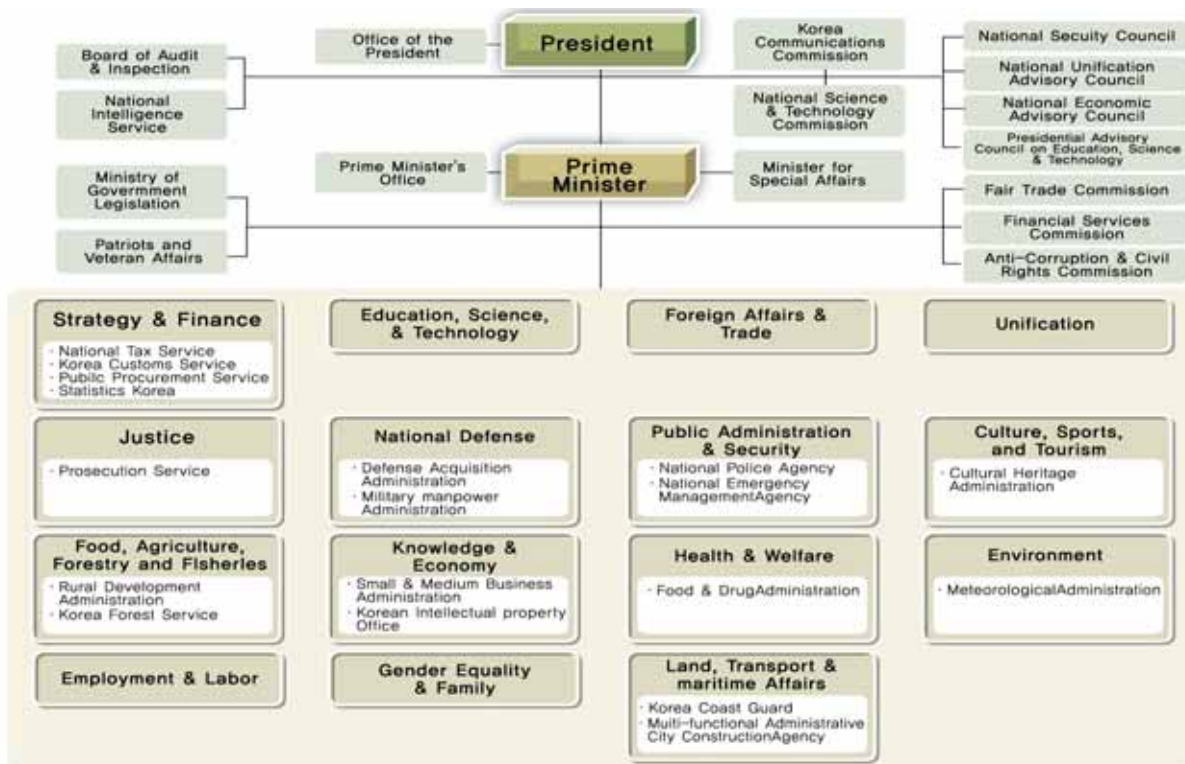 Office of the
President
President
Korea
Communications
Commission
National Secuity Council
Board of Audit
& Inspection
National Unification
Advisory Council
National
Intelligence
Service
National Science
& Technology
Commission
National Economic
Advisory Council
Presidential Advisory
Council on Education, Science
& Technology
Prime Minister's
Office
Prime
Minister
Minister for
Special Affairs
Ministry of
Government
Legislation
Fair Trade Commission
Financial Services
Commission
Patriots and
Veteran Affairs
Anti-Corruption & Civil
Rights Commission
Strategy & Finance
· National Tax Service
· Korea Customs Service
· Public Procurement Service
· Statistics Korea
Education, Science,
& Technology
Foreign Affairs &
Trade
Unification
Justice
· Prosecution Service
National Defense
· Defense Acquisition
Administration
· Military manpower
Administration
Public Administration
& Security
· National Police Agency
· National Emergency
ManagementAgency
Culture, Sports,
and Tourism
· Cultural Heritage
Administration
Food, Agriculture,
Forestry and FIsheries
· Rural Development
Administration
· Korea Forest Service
Knowledge &
Economy
· Small & Medium Business
Administration
· Korean Intellectual property
Office
Health & Welfare
· Food & DrugAdministration
Environment
· MeteorologicalAdministration
Employment & Labor
Gender Equality
& Family
Land, Transport &
maritime Affairs
· Korea Coast Guard
· Multi-functional Administrative
City ConstructionAgency